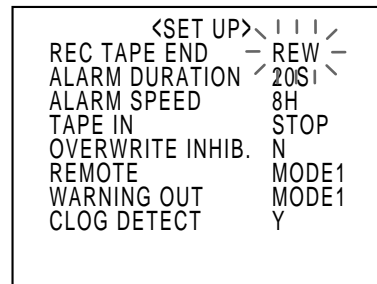 <SET UP>
REC TAPE END REW
ALARM DURATION 20S
ALARM SPEED 8H
TAPE IN STOP
OVERWRITE INHIB. N
REMOTE MODE1
WARNING OUT MODE1
CLOG DETECT Y